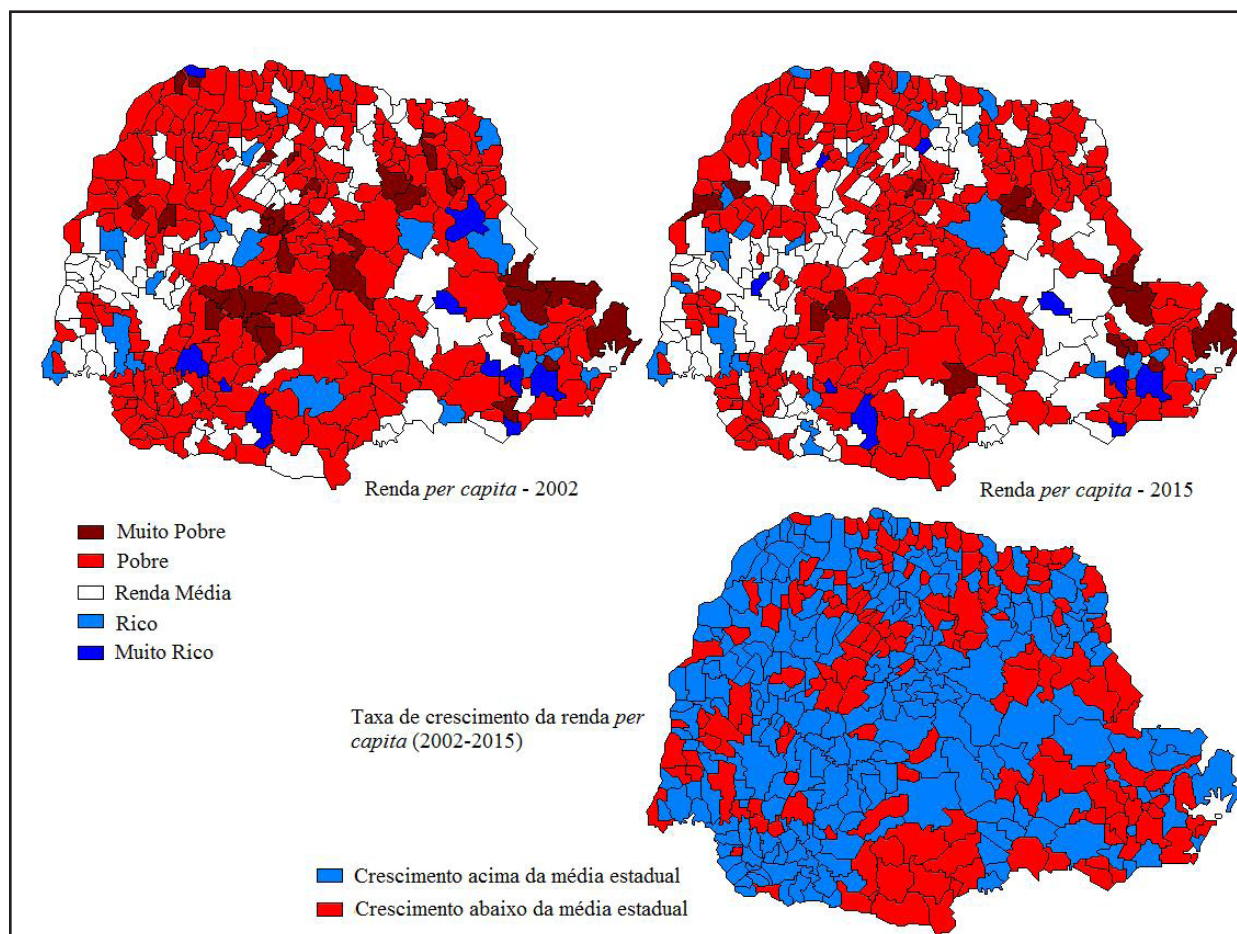 Renda per capita - 2002
Renda per capita - 2015
Muito Pobre
Pobre
Renda Média
Rico
Muito Rico
Taxa de crescimento da renda per
capita (2002-2015)
Crescimento acima da média estadual
Crescimento abaixo da média estadual